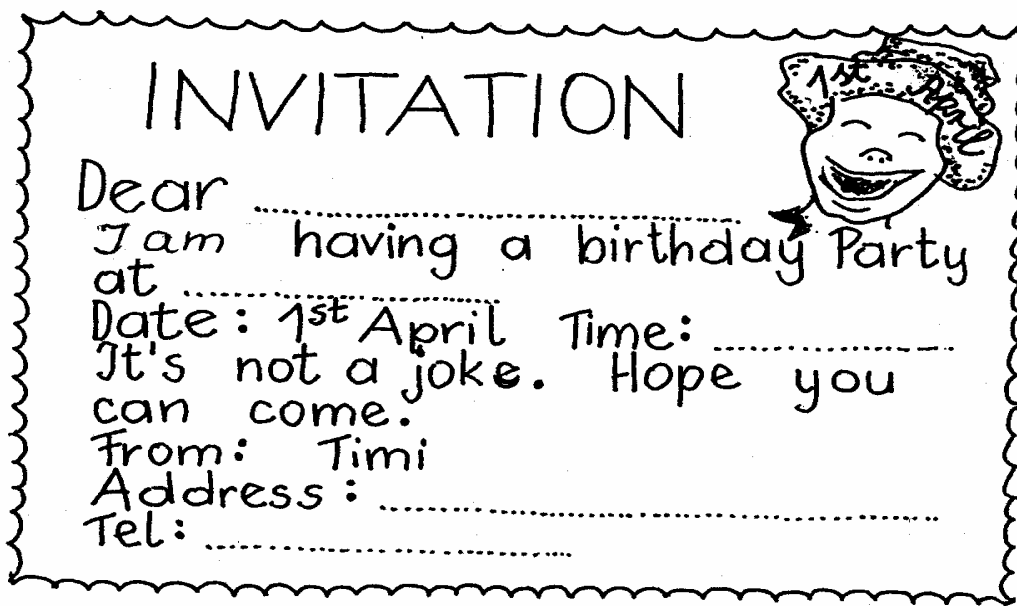 INVITATION
1st April
Dear ..............................
I am having a birthday Party
at ..............................
Date: 1st April Time: ....................
It's not a joke. Hope you
can come.
From: Timi
Address: ........................................
Tel: ..............................